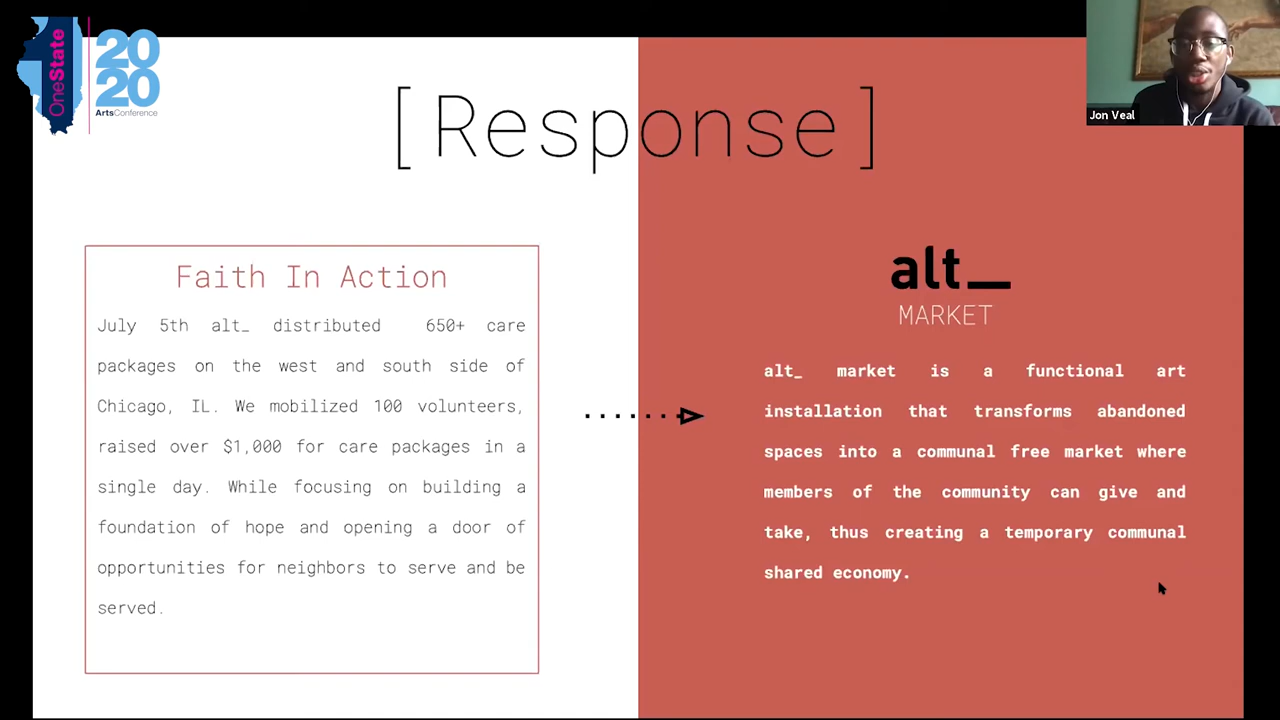 OneState
20
20
ArtsConference
Jon Veal
[Response]
Faith In Action
July 5th alt_ distributed 650+ care
packages on the west and south side of
Chicago, IL. We mobilized 100 volunteers,
raised over $1,000 for care packages in a
single day. While focusing on building a
foundation of hope and opening a door of
opportunities for neighbors to serve and be
served.
alt_
MARKET
alt_ market is a functional art
installation that transforms abandoned
spaces into a communal free market where
members of the community can give and
take, thus creating a temporary communal
shared economy.